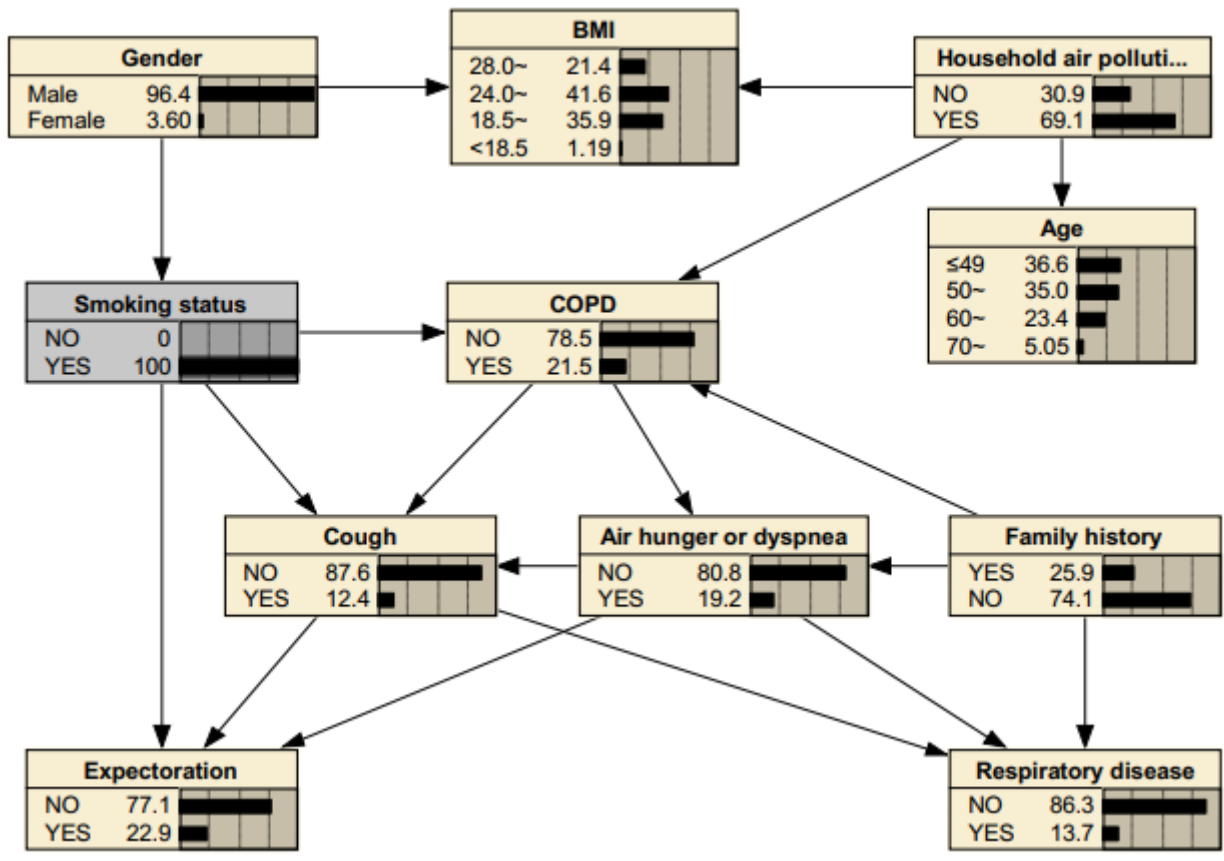 Gender
Male 96.4
Female 3.60
BMI
28.0~ 21.4
24.0~ 41.6
18.5~ 35.9
<18.5 1.19
Household air polluti...
NO 30.9
YES 69.1
Age
≤49 36.6
50~ 35.0
60~ 23.4
70~ 5.05
Smoking status
NO 0
YES 100
COPD
NO 78.5
YES 21.5
Cough
NO 87.6
YES 12.4
Air hunger or dyspnea
NO 80.8
YES 19.2
Family history
YES 25.9
NO 74.1
Expectoration
NO 77.1
YES 22.9
Respiratory disease
NO 86.3
YES 13.7